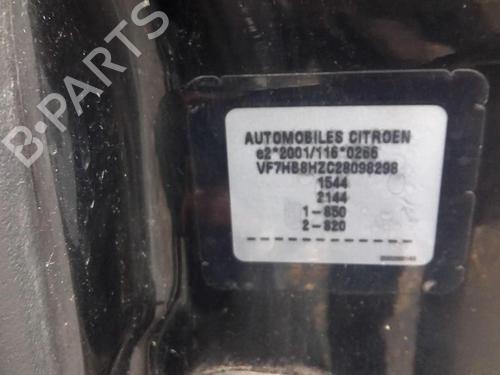 B-PARTS
AUTOMOBILES CITROEN
e2*2001/116*0266
VF7HB8HZC28098298
1544
2144
1-850
2-820